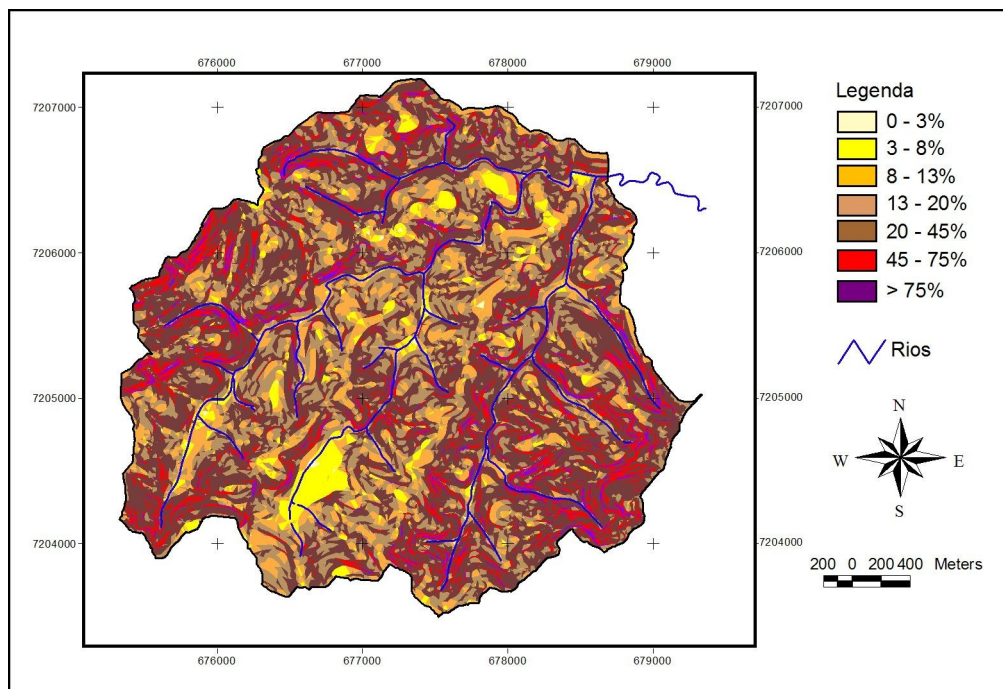 676000 677000 678000 679000
7207000 7207000
7206000 7206000
7205000 7205000
7204000 7204000
676000 677000 678000 679000
Legenda
0 - 3%
3 - 8%
8 - 13%
13 - 20%
20 - 45%
45 - 75%
> 75%
Rios
N
W E
S
200 0 200 400 Meters